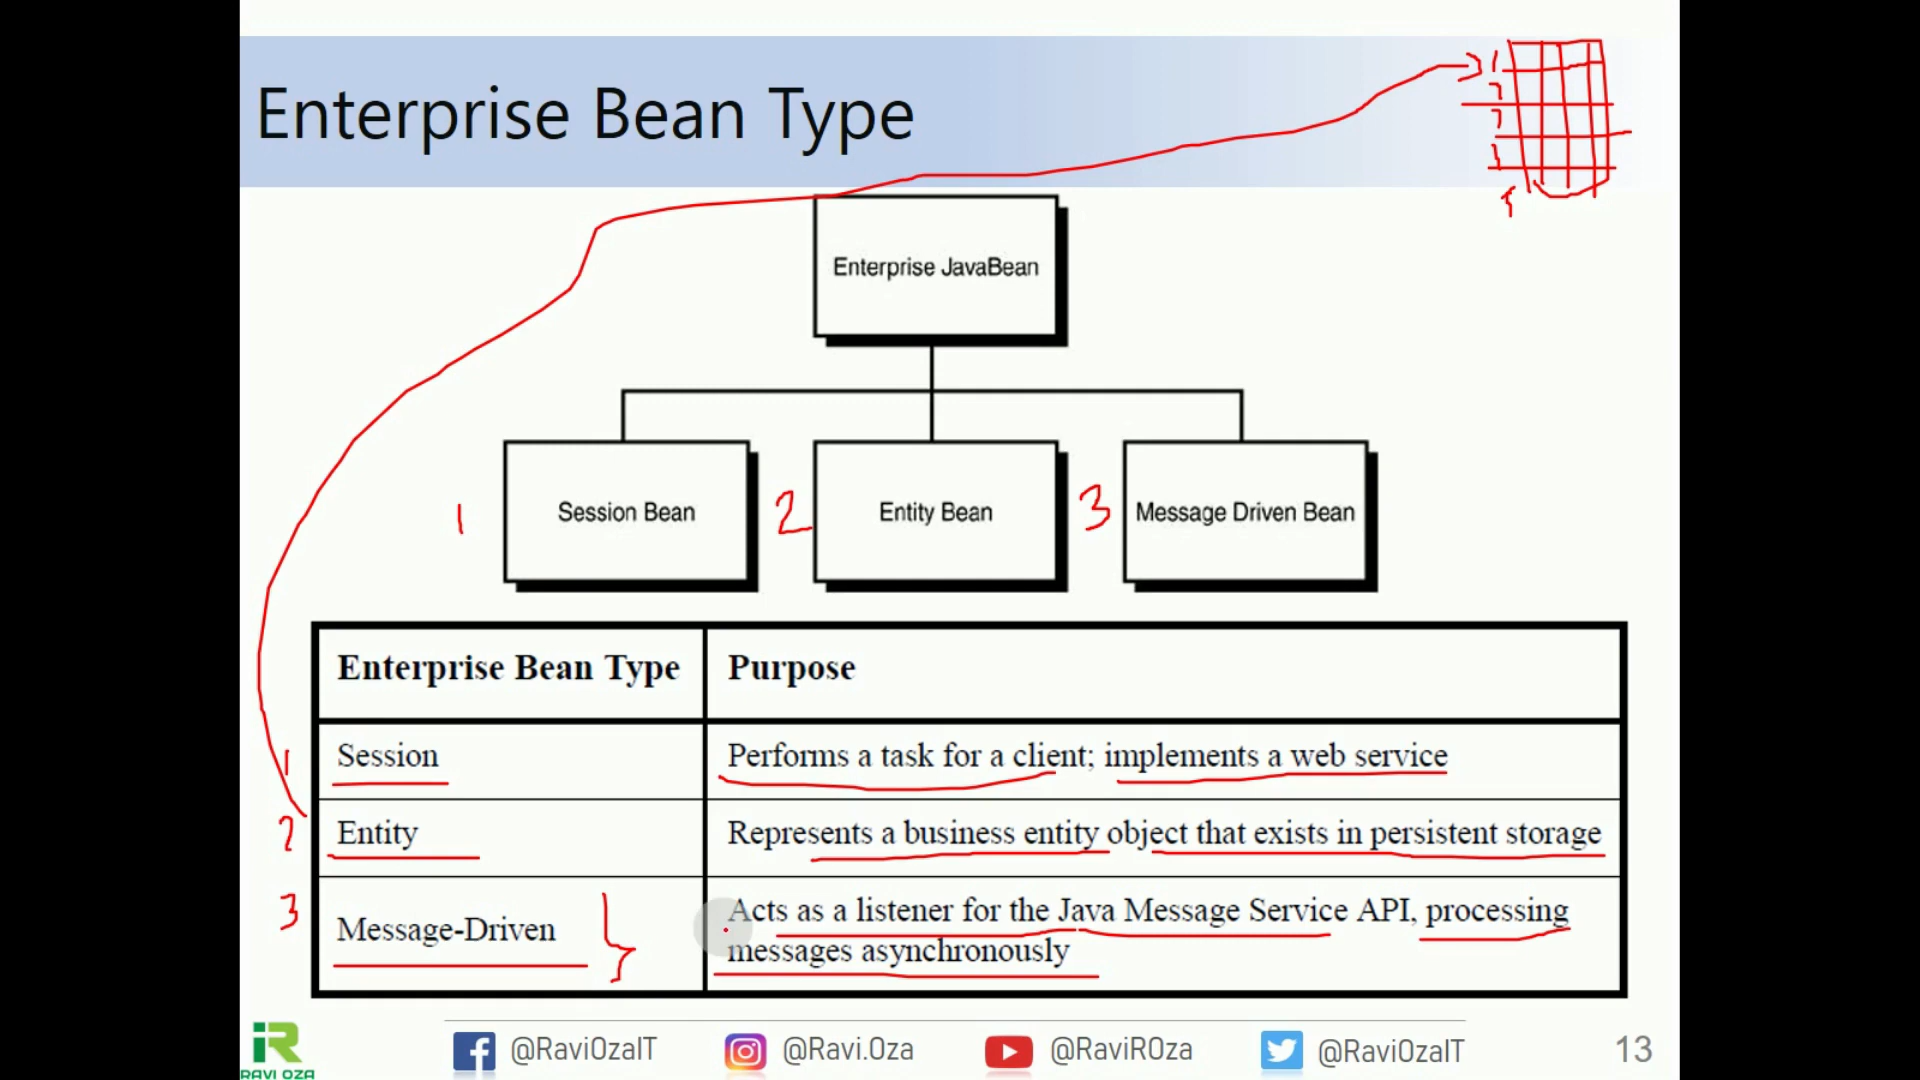 Enterprise Bean Type
Enterprise JavaBean
1 Session Bean 2 Entity Bean 3 Message Driven Bean
Enterprise Bean Type Purpose
1 Session Performs a task for a client; implements a web service
2 Entity Represents a business entity object that exists in persistent storage
3 Message-Driven Acts as a listener for the Java Message Service API, processing
messages asynchronously
iR
RAVI OZA
@RaviOzaIT @Ravi.Oza @RaviROza @RaviOzaIT 13